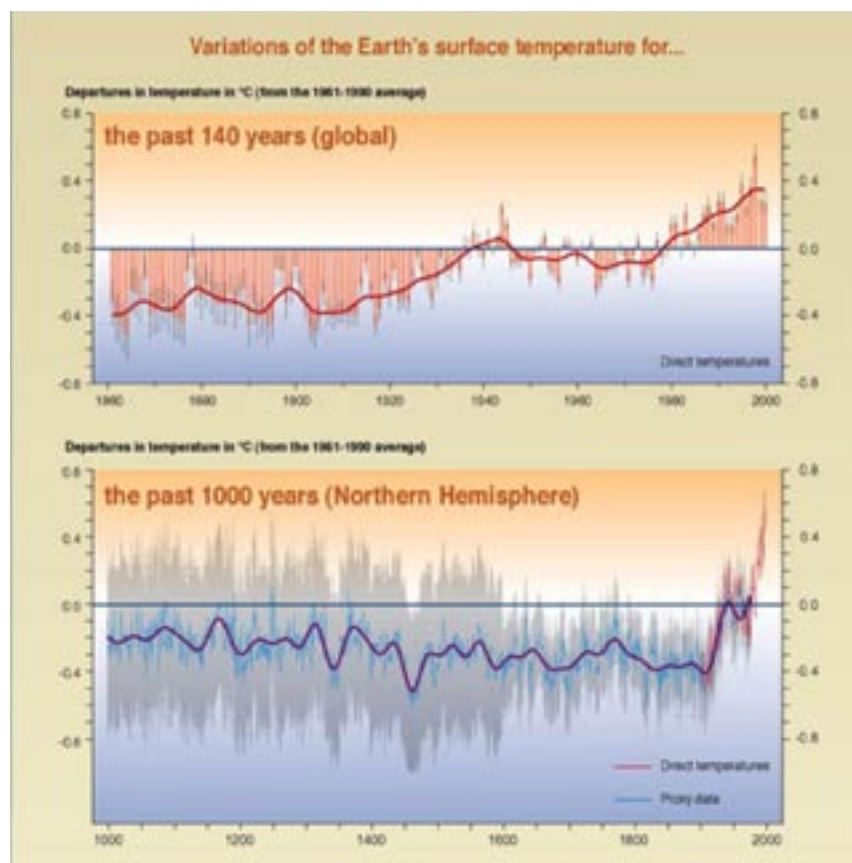 Variations of the Earth's surface temperature for...
Departures in temperature in °C (from the 1961-1990 average)
the past 140 years (global)
0.8 0.8
0.4 0.4
0.0 0.0
-0.4 -0.4
-0.8 -0.8
Direct temperatures
1860 1880 1900 1920 1940 1960 1980 2000
Departures in temperature in °C (from the 1961-1990 average)
the past 1000 years (Northern Hemisphere)
0.8 0.8
0.4 0.4
0.0 0.0
-0.4 -0.4
-0.8 -0.8
Direct temperatures
Proxy data
1000 1200 1400 1600 1800 2000